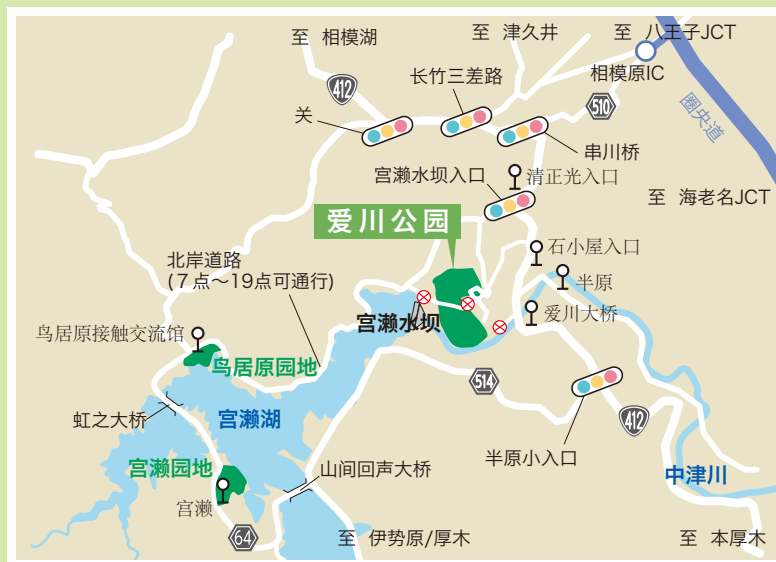 至 相模湖
至 津久井
至 八王子JCT
长竹三差路
相模原IC
412
510
关
圈央道
串川桥
宫濑水坝入口
清正光入口
至 海老名JCT
爱川公园
石小屋入口
北岸道路
(７点～19点可通行)
半原
爱川大桥
宫濑水坝
鸟居原接触交流馆
鸟居原园地
514
虹之大桥
宫濑湖
412
半原小入口
宫濑园地
山间回声大桥
中津川
宫濑
64
至 伊势原/厚木
至 本厚木